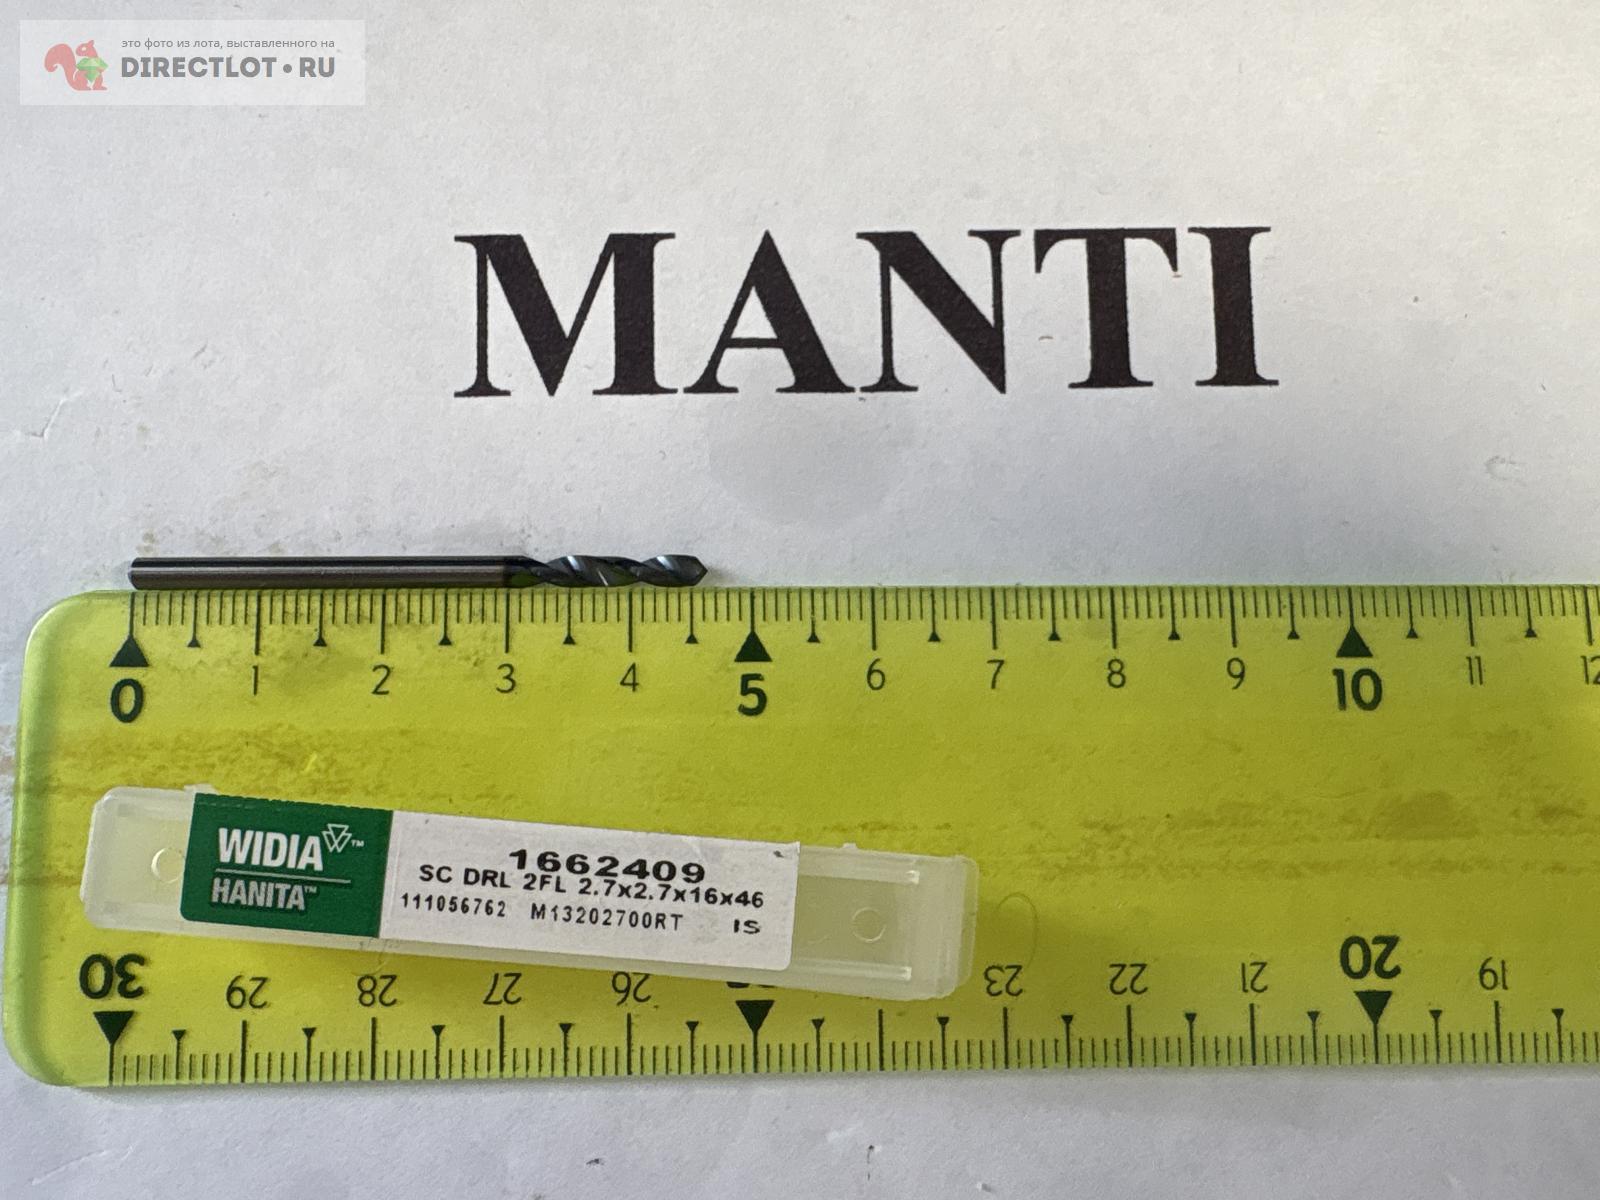 это фото из лота, выставленного на
DIRECTLOT•RU
MANTI
0 1 2 3 4 5 6 7 8 9 10 11 12
WIDIA™
HANITA™
1662409
SC DRL 2FL 2.7x2.7x16x46
111056762 M13202700RT IS
30 29 28 27 26 23 22 21 20 19